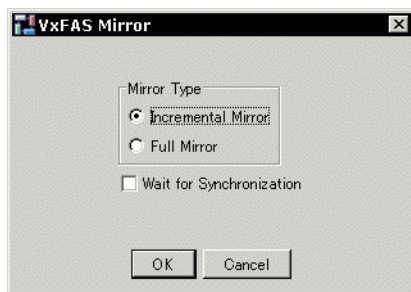 VxFAS Mirror
Mirror Type
Incremental Mirror
Full Mirror
Wait for Synchronization
OK
Cancel